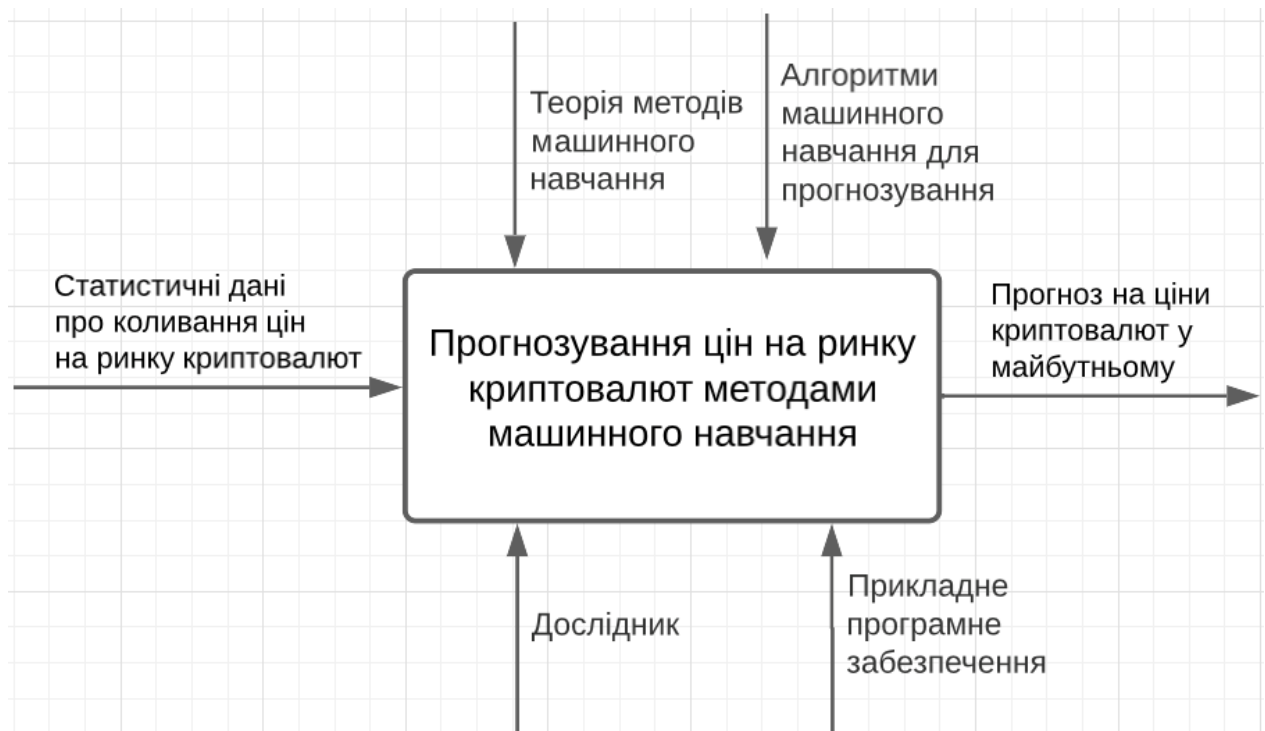 Теорія методів
машинного
навчання
Алгоритми
машинного
навчання для
прогнозування
Статистичні дані
про коливання цін
на ринку криптовалют
Прогнозування цін на ринку
криптовалют методами
машинного навчання
Прогноз на ціни
криптовалют у
майбутньому
Дослідник
Прикладне
програмне
забезпечення